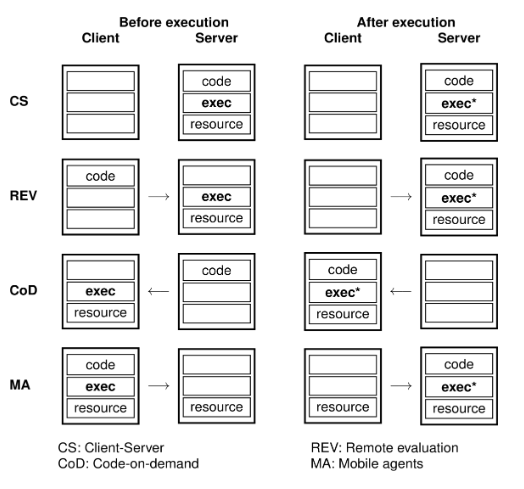 Before execution After execution
Client Server Client Server
CS code code
exec exec*
resource resource
REV code code
exec exec*
resource resource
CoD code code
exec exec*
resource resource
MA code code
exec exec*
resource resource resource resource
CS: Client-Server REV: Remote evaluation
CoD: Code-on-demand MA: Mobile agents